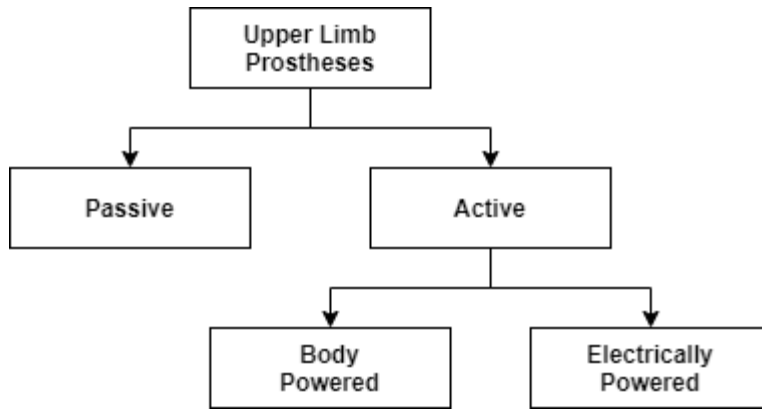 Upper Limb
Prostheses
Passive
Active
Body
Powered
Electrically
Powered